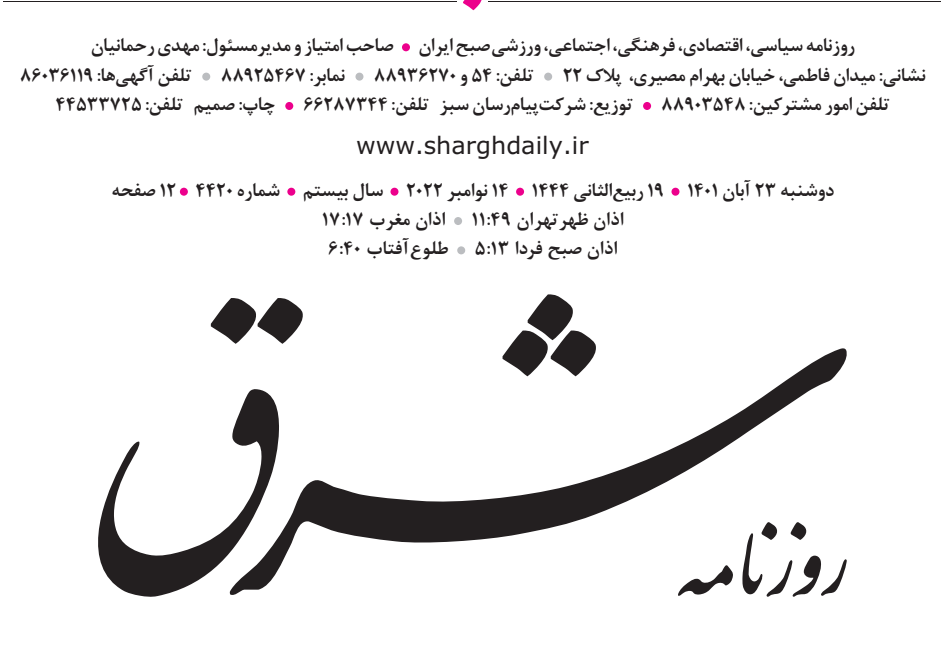 روزنامه سیاسی، اقتصادی، فرهنگی، اجتماعی، ورزشی صبح ایران ● صاحب امتیاز و مدیرمسئول: مهدی رحمانیان
نشانی: میدان فاطمی، خیابان بهرام مصیری، پلاک ۲۲ ● تلفن: ۵۴ و ۸۸۹۳۶۲۷۰ ● نمابر: ۸۸۹۲۵۴۶۷ ● تلفن آگهی‌ها: ۸۶۰۳۶۱۱۹
تلفن امور مشترکین: ۸۸۹۰۳۵۴۸ ● توزیع: شرکت پیام‌رسان سبز تلفن: ۶۶۲۸۷۳۴۴ ● چاپ: صمیم تلفن: ۴۴۵۳۳۷۲۵
www.sharghdaily.ir
دوشنبه ۲۳ آبان ۱۴۰۱ ● ۱۹ ربیع‌الثانی ۱۴۴۴ ● ۱۴ نوامبر ۲۰۲۲ ● سال بیستم ● شماره ۴۴۲۰ ● ۱۲ صفحه
اذان ظهر تهران ۱۱:۴۹ ● اذان مغرب ۱۷:۱۷
اذان صبح فردا ۵:۱۳ ● طلوع آفتاب ۶:۴۰
روزنامه شرق